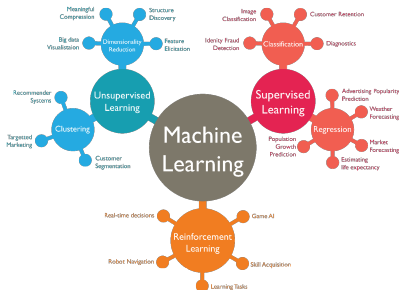 Meaningful
Compression
Structure
Discovery
Big data
Visualistaion
Dimensionality
Reduction
Feature
Elicitation
Recommender
Systems
Unsupervised
Learning
Clustering
Targested
Marketing
Customer
Segmentation
Image
Classification
Customer Retention
Idenity Fraud
Detection
Classification
Diagnostics
Supervised
Learning
Advertising Popularity
Prediction
Weather
Forecasting
Regression
Population
Growth
Prediction
Market
Forecasting
Estimating
life expectancy
Machine
Learning
Real-time decisions
Game AI
Reinforcement
Learning
Robot Navigation
Skill Acquisition
Learning Tasks